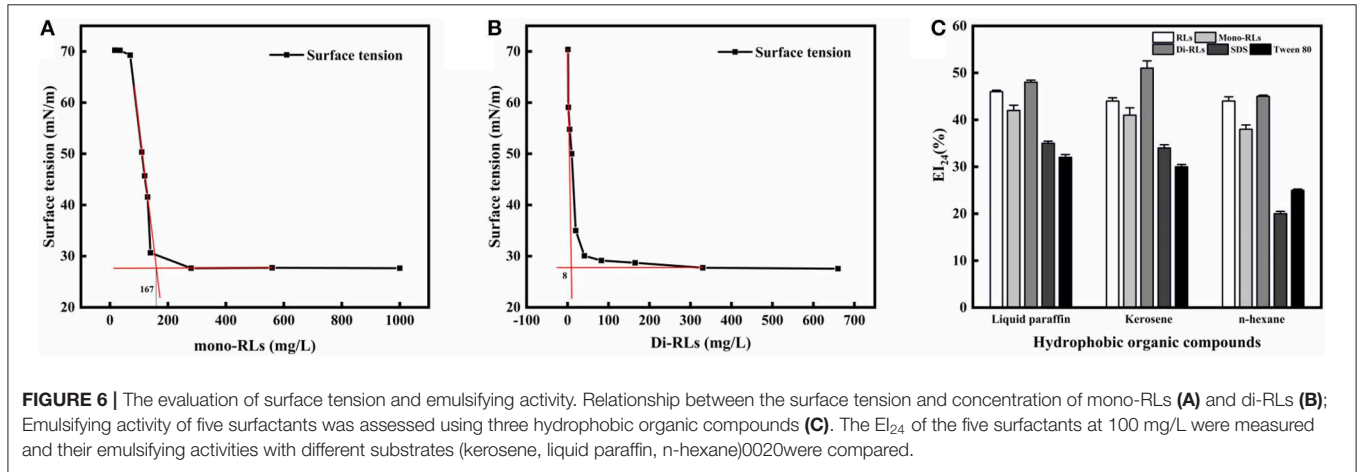 A
Surface tension
Surface tension (mN/m)
70
60
50
40
30
20
167
0
200
400
600
800
1000
mono-RLs (mg/L)
B
Surface tension
Surface tension (mN/m)
70
60
50
40
30
20
8
-100
0
100
200
300
400
500
600
700
Di-RLs (mg/L)
C
RLs
Mono-RLs
Di-RLs
SDS
Tween 80
EI24(%)
60
50
40
30
20
10
0
Liquid paraffin
Kerosene
n-hexane
Hydrophobic organic compounds
FIGURE 6 | The evaluation of surface tension and emulsifying activity. Relationship between the surface tension and concentration of mono-RLs (A) and di-RLs (B);
Emulsifying activity of five surfactants was assessed using three hydrophobic organic compounds (C). The EI24 of the five surfactants at 100 mg/L were measured
and their emulsifying activities with different substrates (kerosene, liquid paraffin, n-hexane)0020were compared.